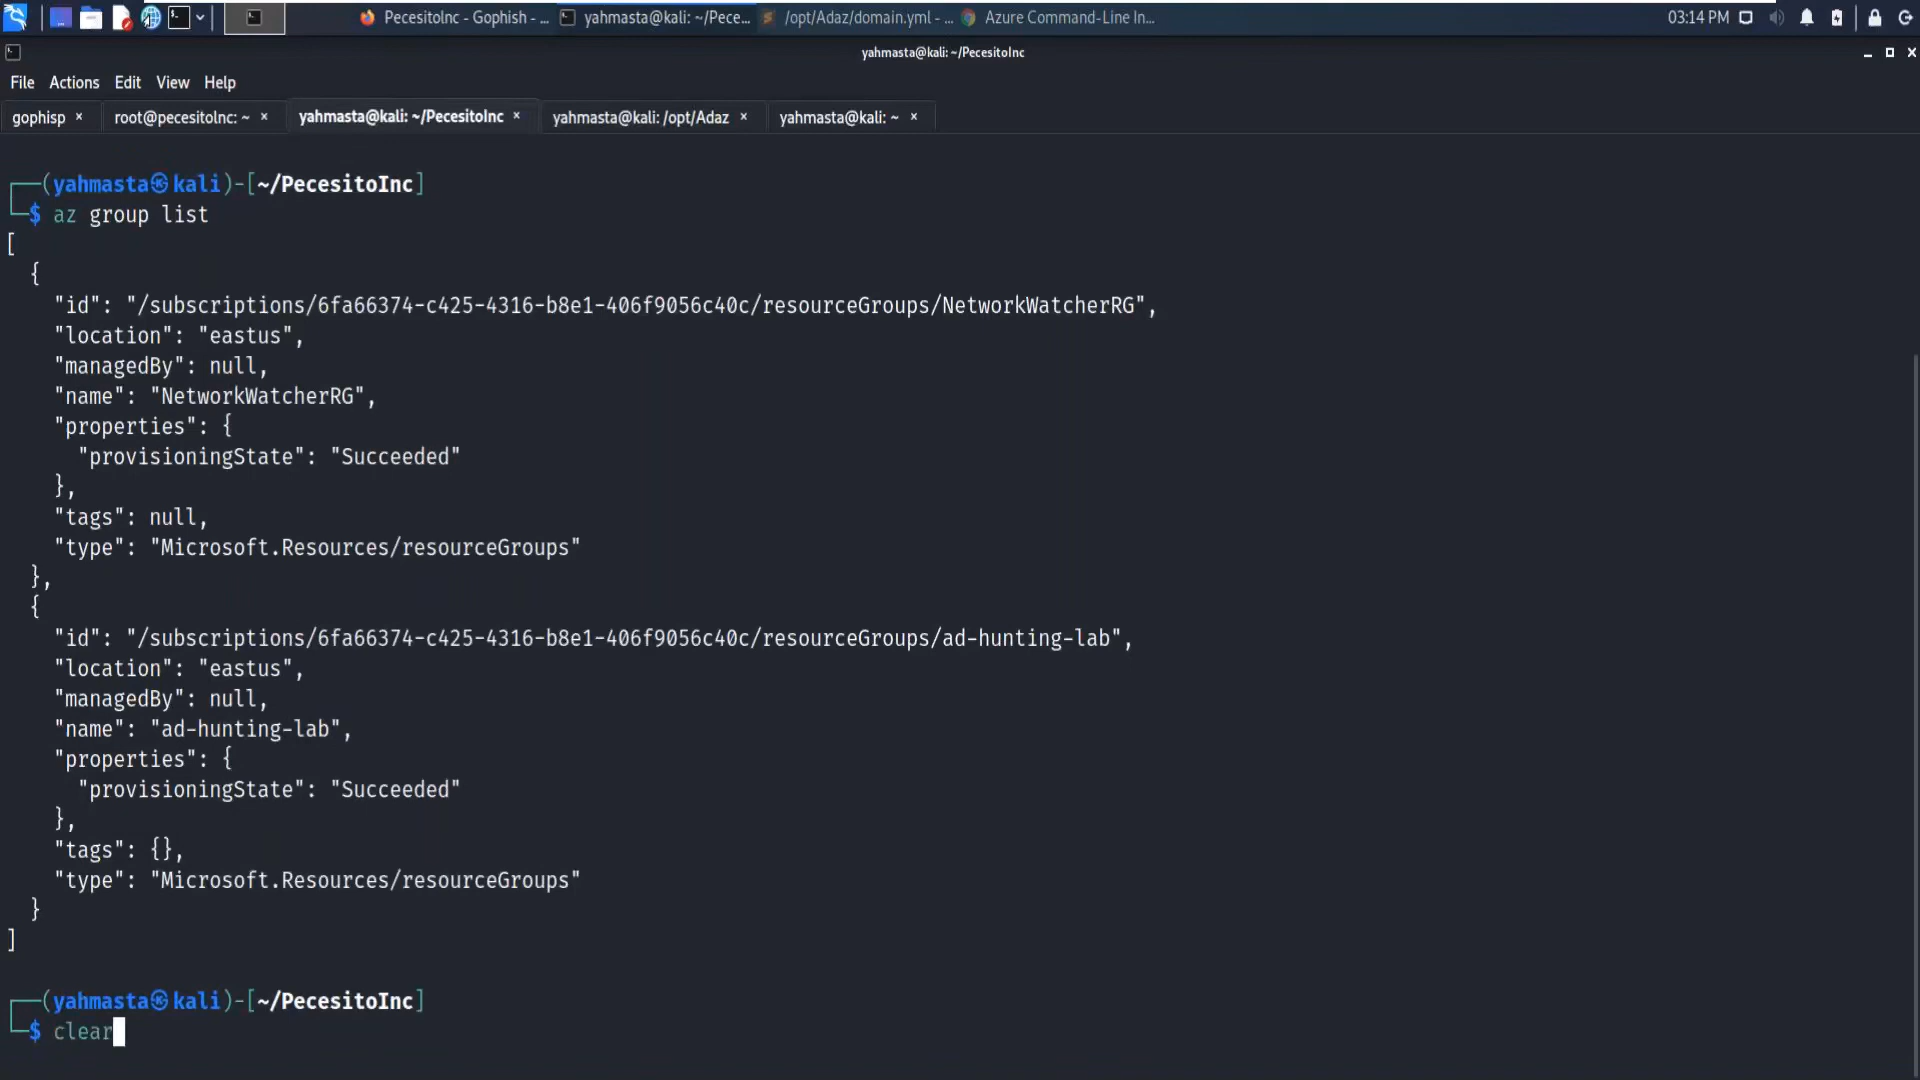 PecesitoInc - Gophish - ...
yahmasta@kali: ~/Pece...
/opt/Adaz/domain.yml - ...
Azure Command-Line In...
03:14 PM
yahmasta@kali: ~/PecesitoInc
File Actions Edit View Help
gophisp ×
root@pecesitoInc: ~ ×
yahmasta@kali: ~/PecesitoInc ×
yahmasta@kali: /opt/Adaz ×
yahmasta@kali: ~ ×
┌──(yahmasta㉿kali)-[~/PecesitoInc]
└─$ az group list
[
  {
    "id": "/subscriptions/6fa66374-c425-4316-b8e1-406f9056c40c/resourceGroups/NetworkWatcherRG",
    "location": "eastus",
    "managedBy": null,
    "name": "NetworkWatcherRG",
    "properties": {
      "provisioningState": "Succeeded"
    },
    "tags": null,
    "type": "Microsoft.Resources/resourceGroups"
  },
  {
    "id": "/subscriptions/6fa66374-c425-4316-b8e1-406f9056c40c/resourceGroups/ad-hunting-lab",
    "location": "eastus",
    "managedBy": null,
    "name": "ad-hunting-lab",
    "properties": {
      "provisioningState": "Succeeded"
    },
    "tags": {},
    "type": "Microsoft.Resources/resourceGroups"
  }
]
┌──(yahmasta㉿kali)-[~/PecesitoInc]
└─$ clear